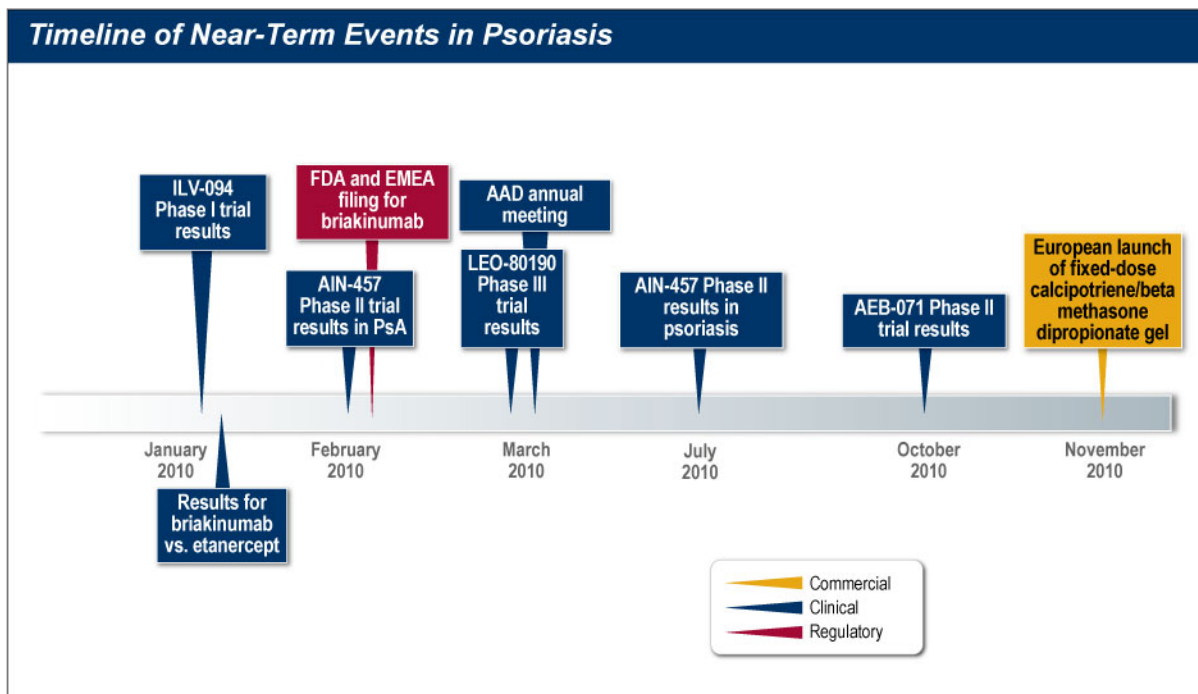 Timeline of Near-Term Events in Psoriasis
ILV-094
Phase I trial
results
FDA and EMEA
filing for
briakinumab
AIN-457
Phase II trial
results in PsA
AAD annual
meeting
LEO-80190
Phase III
trial
results
AIN-457 Phase II
results in
psoriasis
AEB-071 Phase II
trial results
European launch
of fixed-dose
calcipotriene/beta
methasone
dipropionate gel
January
2010
February
2010
March
2010
July
2010
October
2010
November
2010
Results for
briakinumab
vs. etanercept
Commercial
Clinical
Regulatory